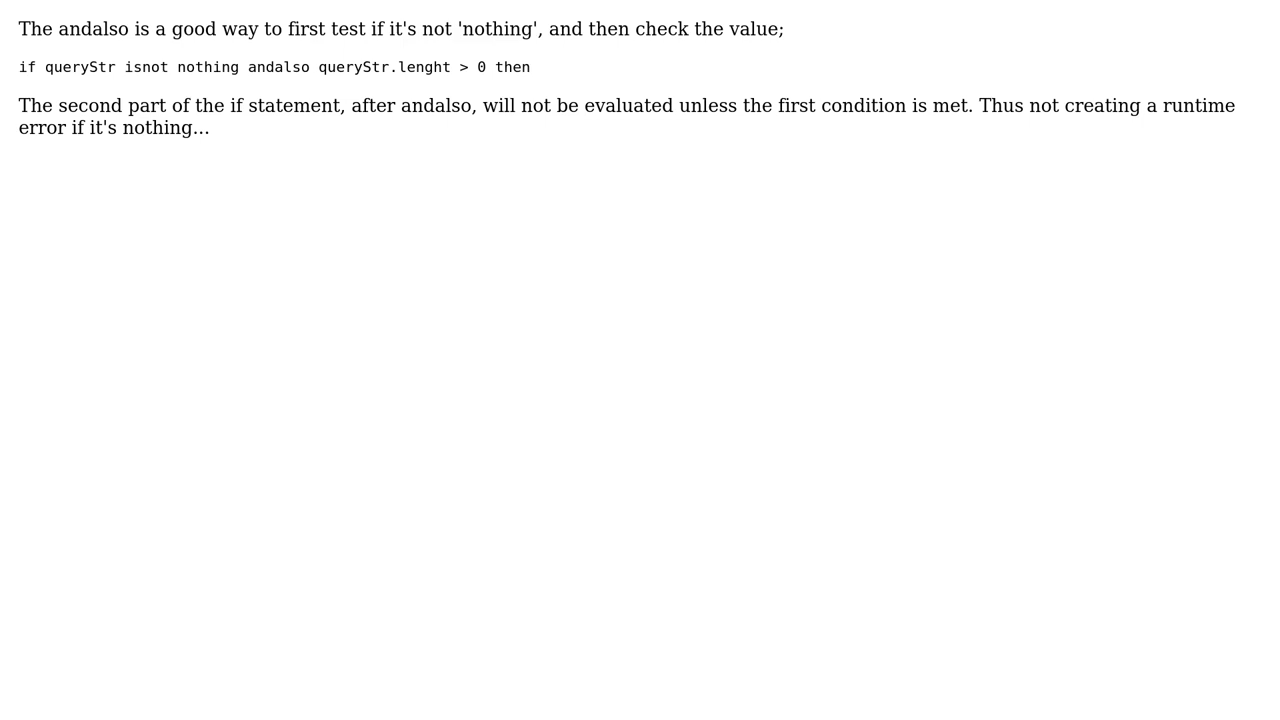 The andalso is a good way to first test if it's not 'nothing', and then check the value;
if queryStr isnot nothing andalso queryStr.lenght > 0 then
The second part of the if statement, after andalso, will not be evaluated unless the first condition is met. Thus not creating a runtime
error if it's nothing...